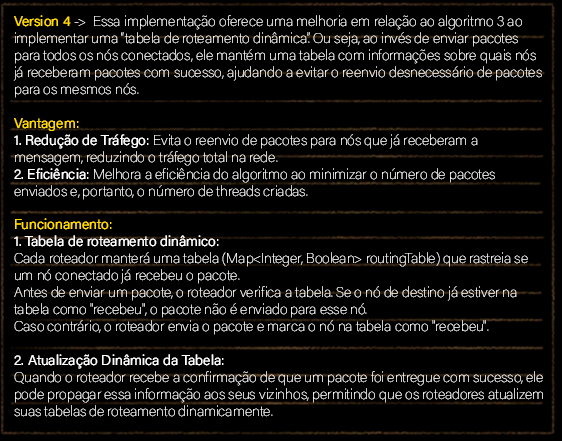 Version 4 -> Essa implementação oferece uma melhoria em relação ao algoritmo 3 ao
implementar uma "tabela de roteamento dinâmica". Ou seja, ao invés de enviar pacotes
para todos os nós conectados, ele mantém uma tabela com informações sobre quais nós
já receberam pacotes com sucesso, ajudando a evitar o reenvio desnecessário de pacotes
para os mesmos nós.
Vantagem:
1. Redução de Tráfego: Evita o reenvio de pacotes para nós que já receberam a
mensagem, reduzindo o tráfego total na rede.
2. Eficiência: Melhora a eficiência do algoritmo ao minimizar o número de pacotes
enviados e, portanto, o número de threads criadas.
Funcionamento:
1. Tabela de roteamento dinâmico:
Cada roteador manterá uma tabela (Map<Integer, Boolean> routingTable) que rastreia se
um nó conectado já recebeu o pacote.
Antes de enviar um pacote, o roteador verifica a tabela. Se o nó de destino já estiver na
tabela como "recebeu", o pacote não é enviado para esse nó.
Caso contrário, o roteador envia o pacote e marca o nó na tabela como "recebeu".
2. Atualização Dinâmica da Tabela:
Quando o roteador recebe a confirmação de que um pacote foi entregue com sucesso, ele
pode propagar essa informação aos seus vizinhos, permitindo que os roteadores atualizem
suas tabelas de roteamento dinamicamente.